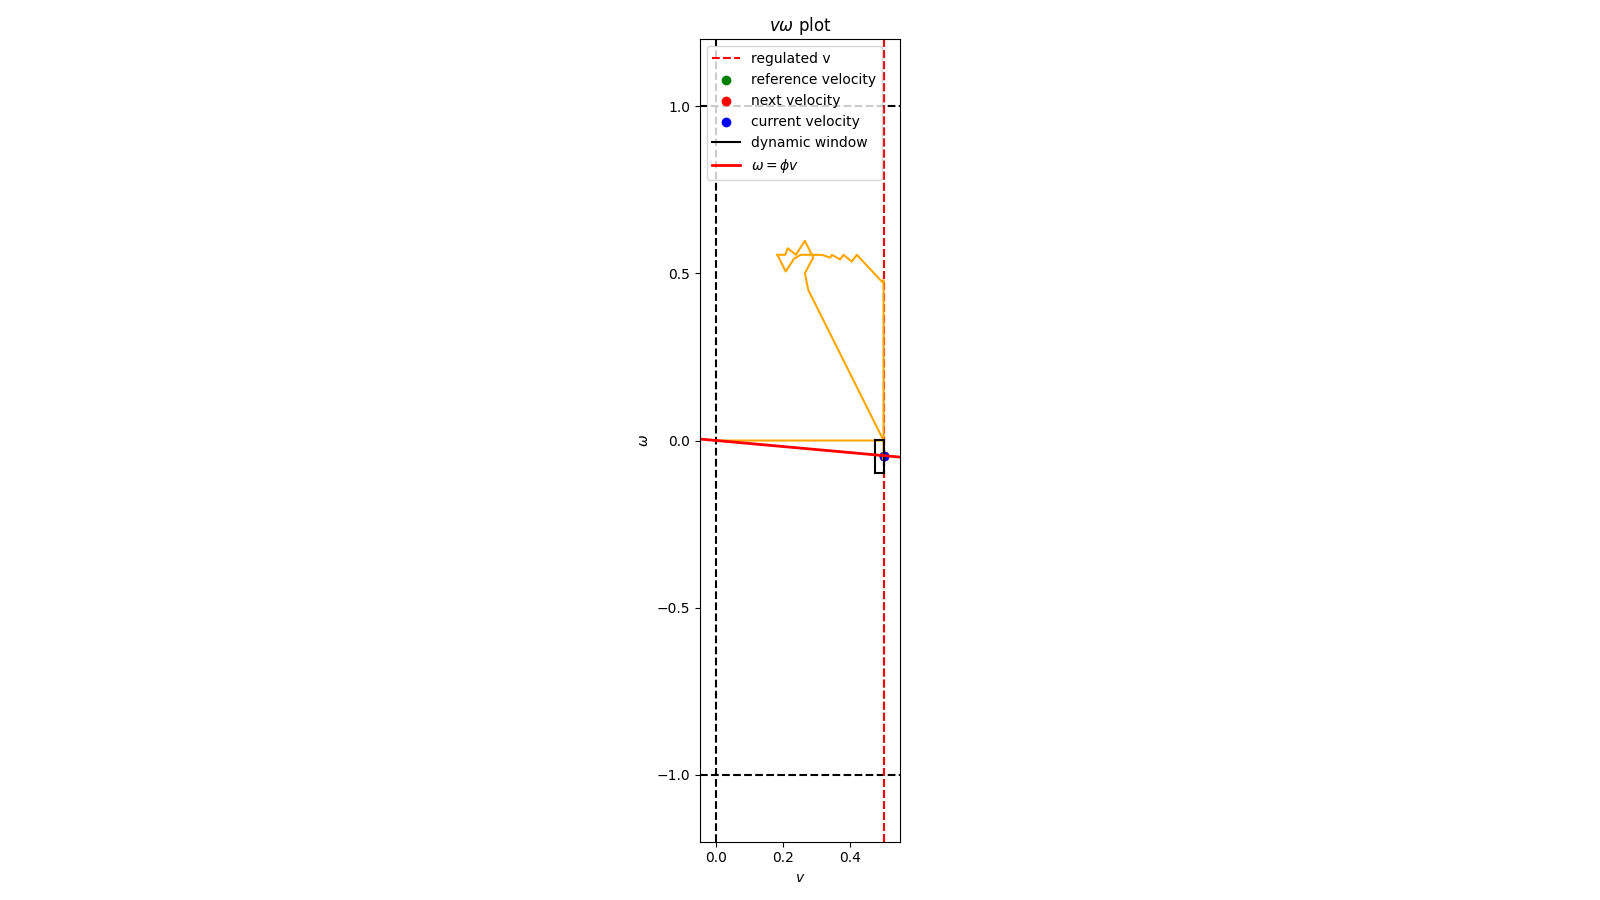 vω plot
regulated v
reference velocity
next velocity
current velocity
dynamic window
ω = ϕv
1.0
0.5
0.0
−0.5
−1.0
ω
0.0 0.2 0.4
v